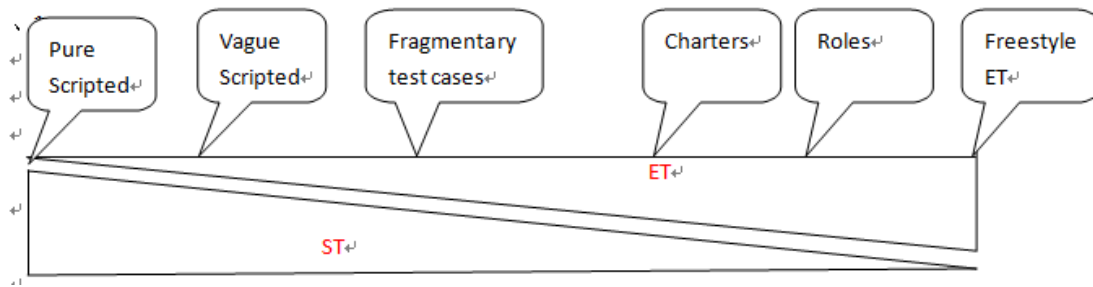 Pure
Scripted
Vague
Scripted
Fragmentary
test cases
Charters
Roles
Freestyle
ET
ET
ST